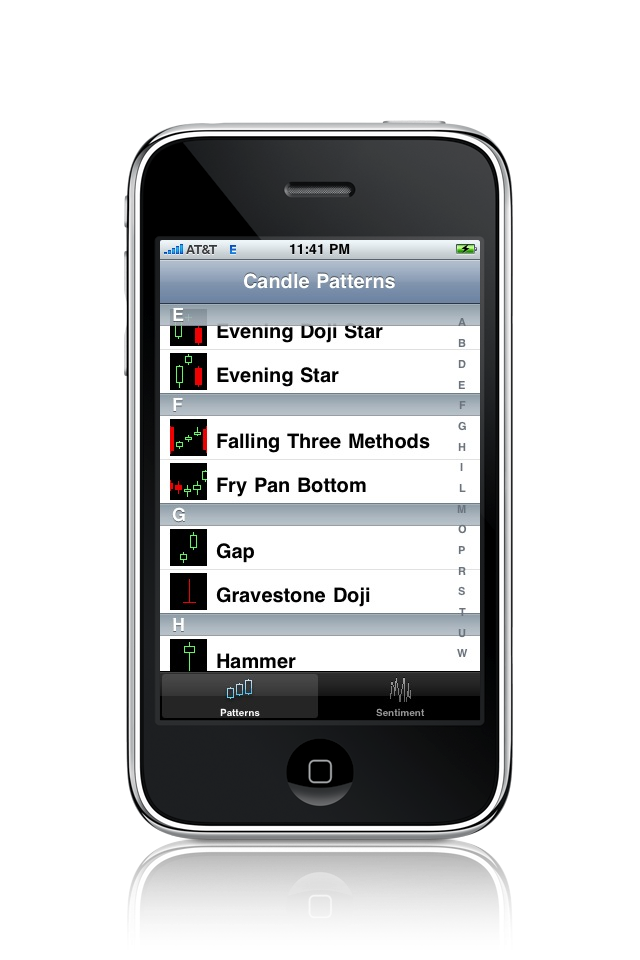 AT&T E 11:41 PM
Candle Patterns
E
Evening Doji Star
Evening Star
F
Falling Three Methods
Fry Pan Bottom
G
Gap
Gravestone Doji
H
Hammer
A
B
D
E
F
G
H
I
L
M
O
P
R
S
T
U
W
Patterns
Sentiment